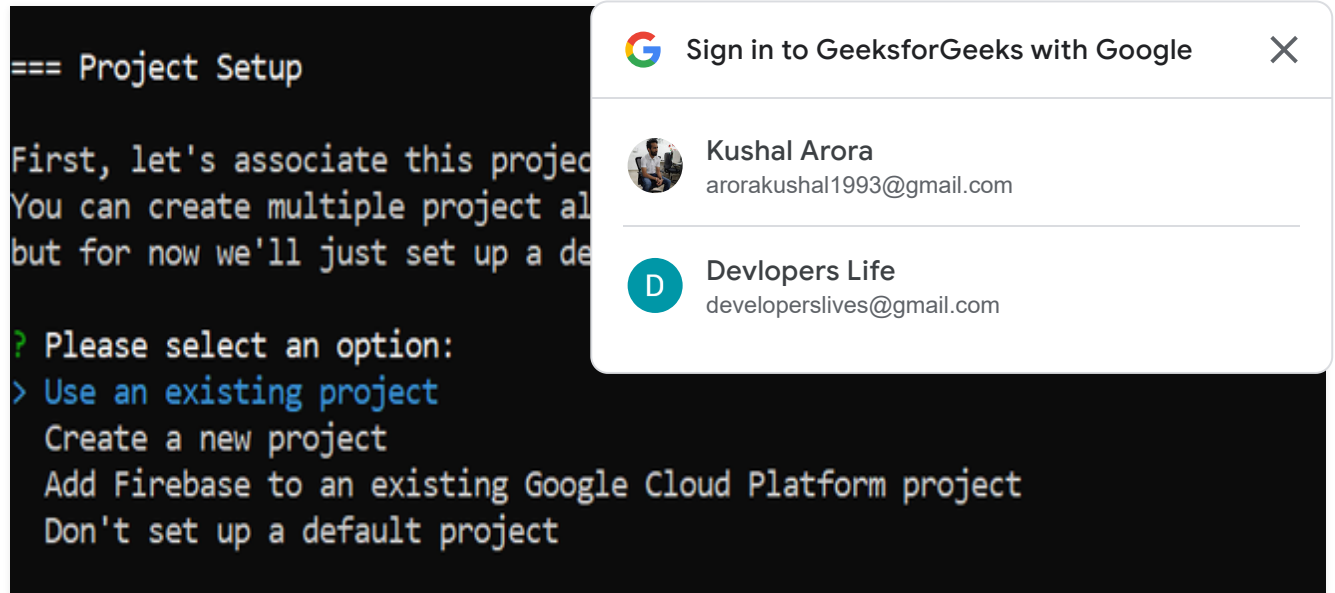 === Project Setup
First, let's associate this projec
You can create multiple project al
but for now we'll just set up a de
? Please select an option:
> Use an existing project
Create a new project
Add Firebase to an existing Google Cloud Platform project
Don't set up a default project
Sign in to GeeksforGeeks with Google
Kushal Arora
arorakushal1993@gmail.com
D
Devlopers Life
developerslives@gmail.com